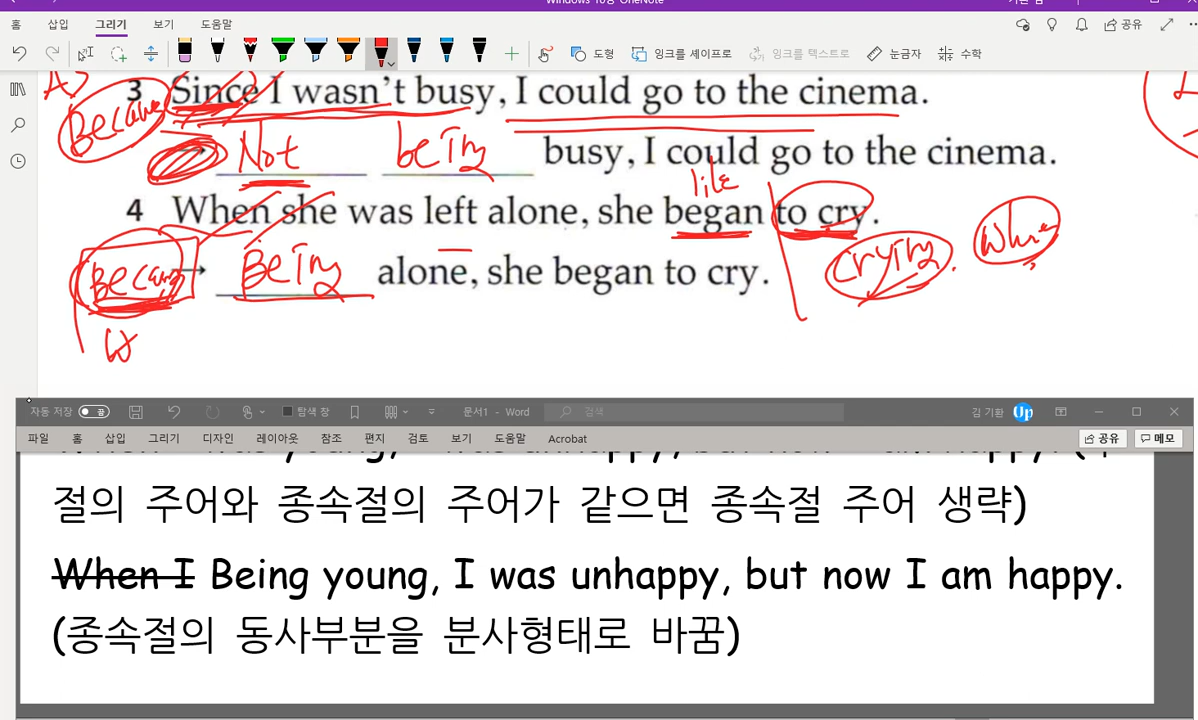 Windows 10용 OneNote
홈 삽입 그리기 보기 도움말
공유
도형 잉크를 셰이프로 잉크를 텍스트로 눈금자 수학
3 Since I wasn't busy, I could go to the cinema.
Because
→ Not being busy, I could go to the cinema.
like
4 When she was left alone, she began to cry.
crying. when
→ Being alone, she began to cry.
W
자동 저장 끔 탐색 창 문서1 - Word 검색 김 기환 Up
파일 홈 삽입 그리기 디자인 레이아웃 참조 편지 검토 보기 도움말 Acrobat 공유 메모
절의 주어와 종속절의 주어가 같으면 종속절 주어 생략)
When I Being young, I was unhappy, but now I am happy.
(종속절의 동사부분을 분사형태로 바꿈)